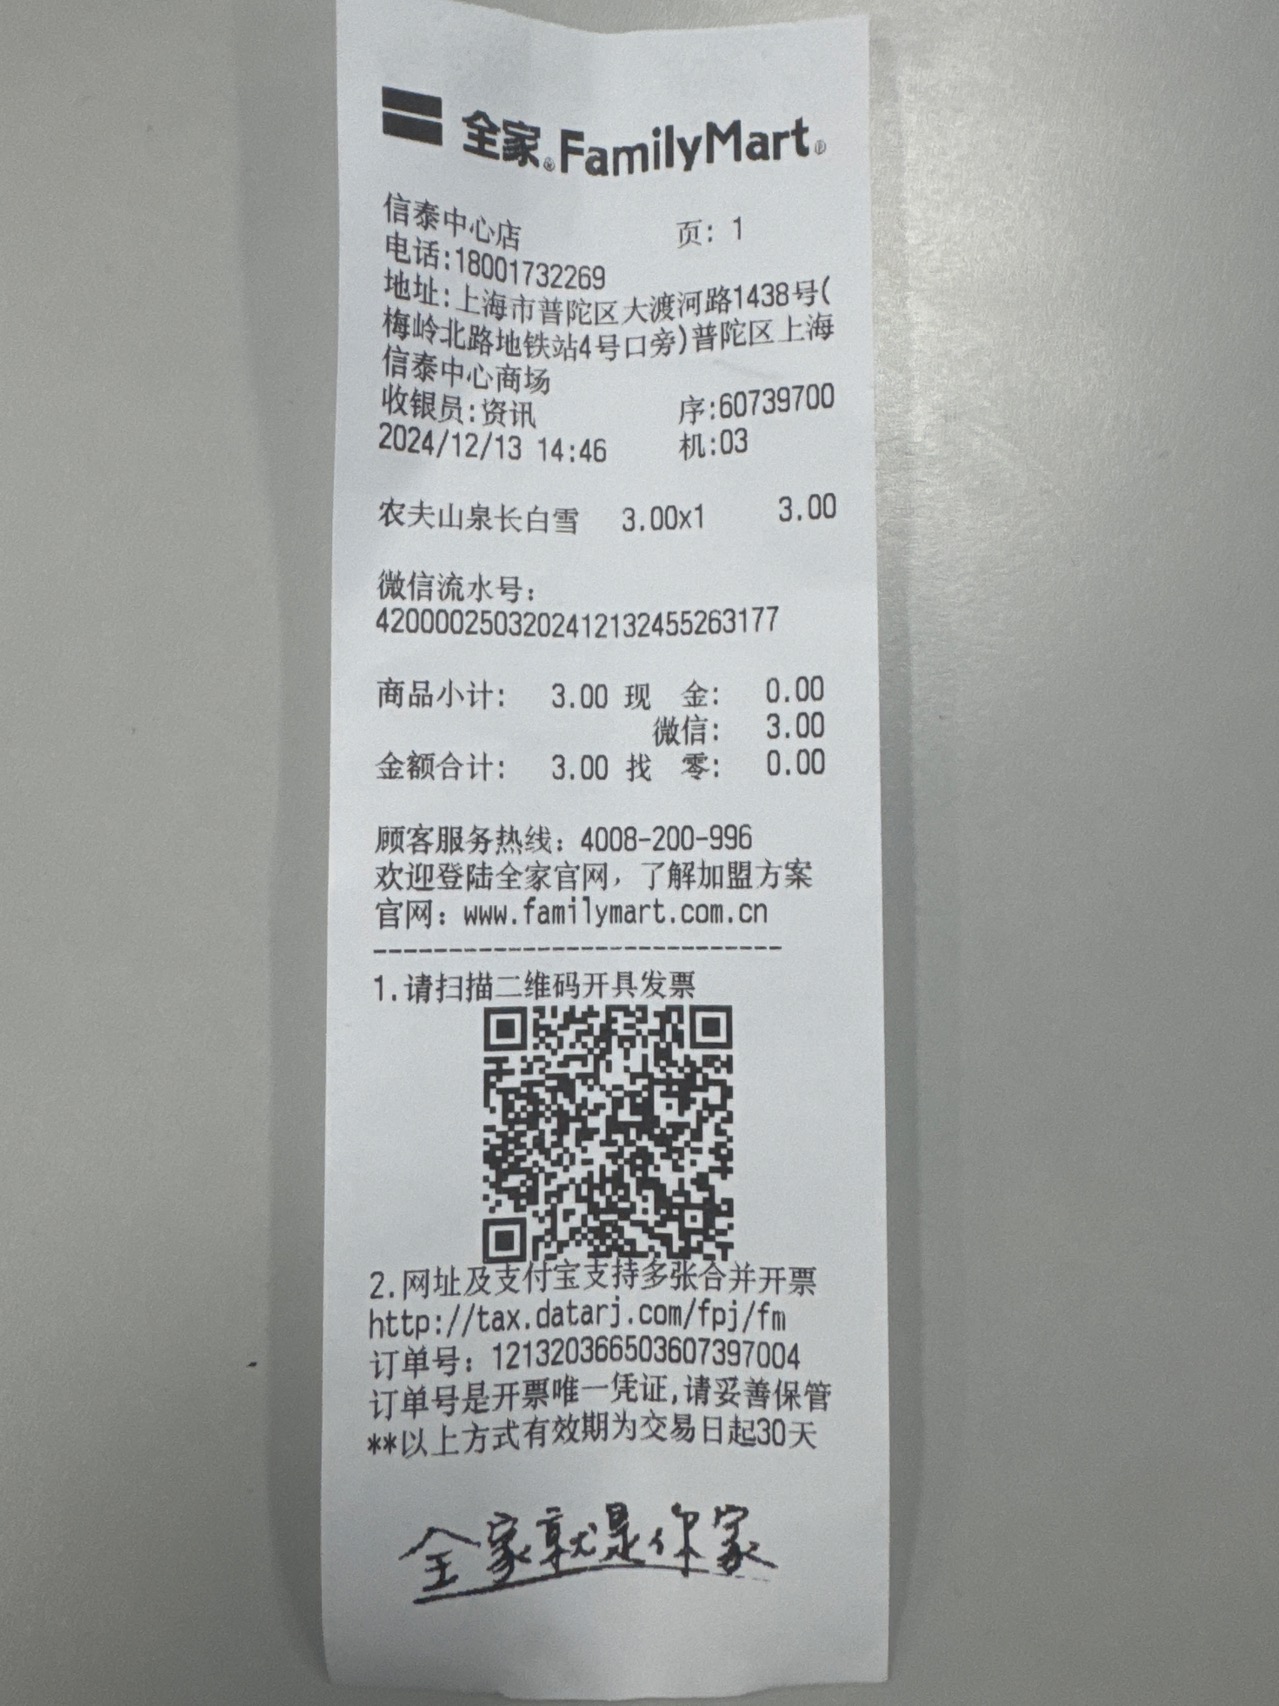 全家®FamilyMart®
信泰中心店 页: 1
电话:18001732269
地址:上海市普陀区大渡河路1438号(
梅岭北路地铁站4号口旁)普陀区上海
信泰中心商场
收银员:资讯 序:60739700
2024/12/13 14:46 机:03
农夫山泉长白雪 3.00x1 3.00
微信流水号:
4200002503202412132455263177
商品小计: 3.00 现 金: 0.00
微信: 3.00
金额合计: 3.00 找 零: 0.00
顾客服务热线: 4008-200-996
欢迎登陆全家官网，了解加盟方案
官网: www.familymart.com.cn
---------------------------
1.请扫描二维码开具发票
2.网址及支付宝支持多张合并开票
http://tax.datarj.com/fpj/fm
订单号: 121320366503607397004
订单号是开票唯一凭证,请妥善保管
**以上方式有效期为交易日起30天
全家就是你家